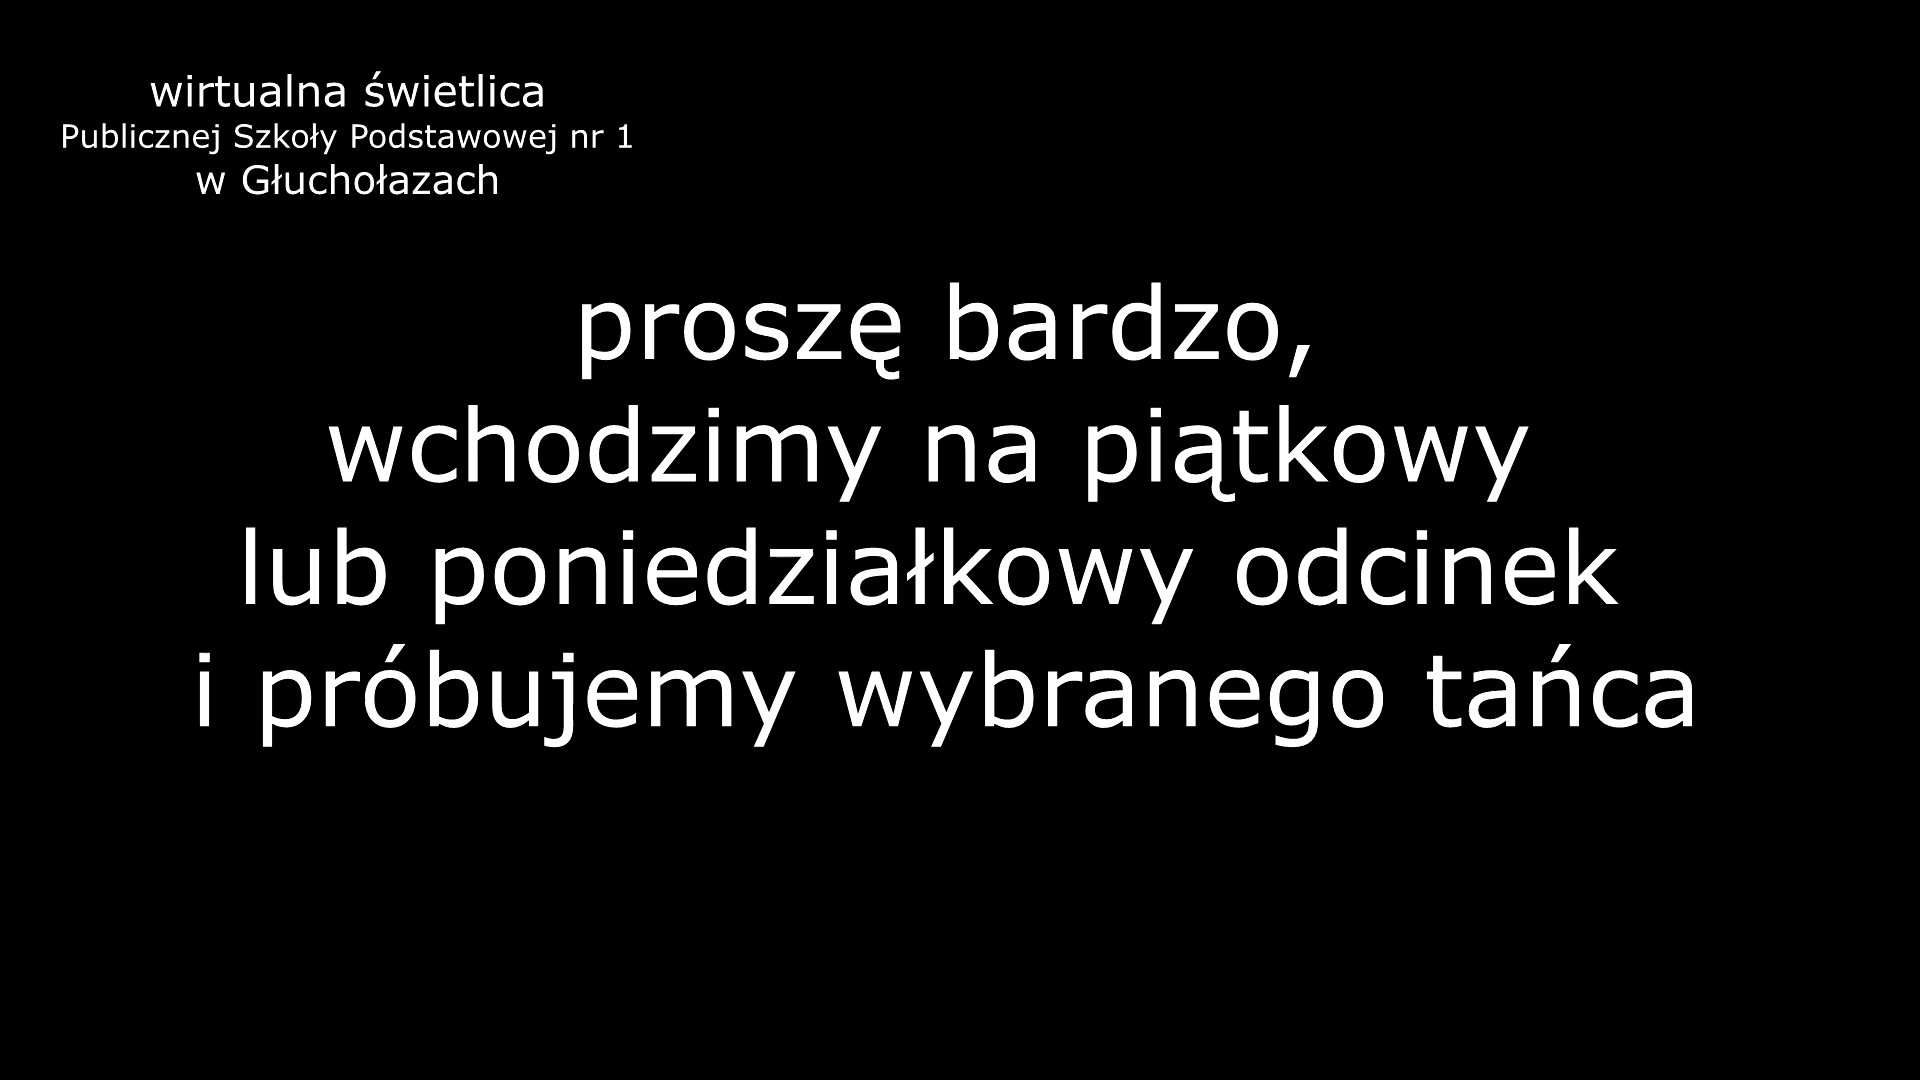 wirtualna świetlica
Publicznej Szkoły Podstawowej nr 1
w Głuchołazach
proszę bardzo,
wchodzimy na piątkowy
lub poniedziałkowy odcinek
i próbujemy wybranego tańca